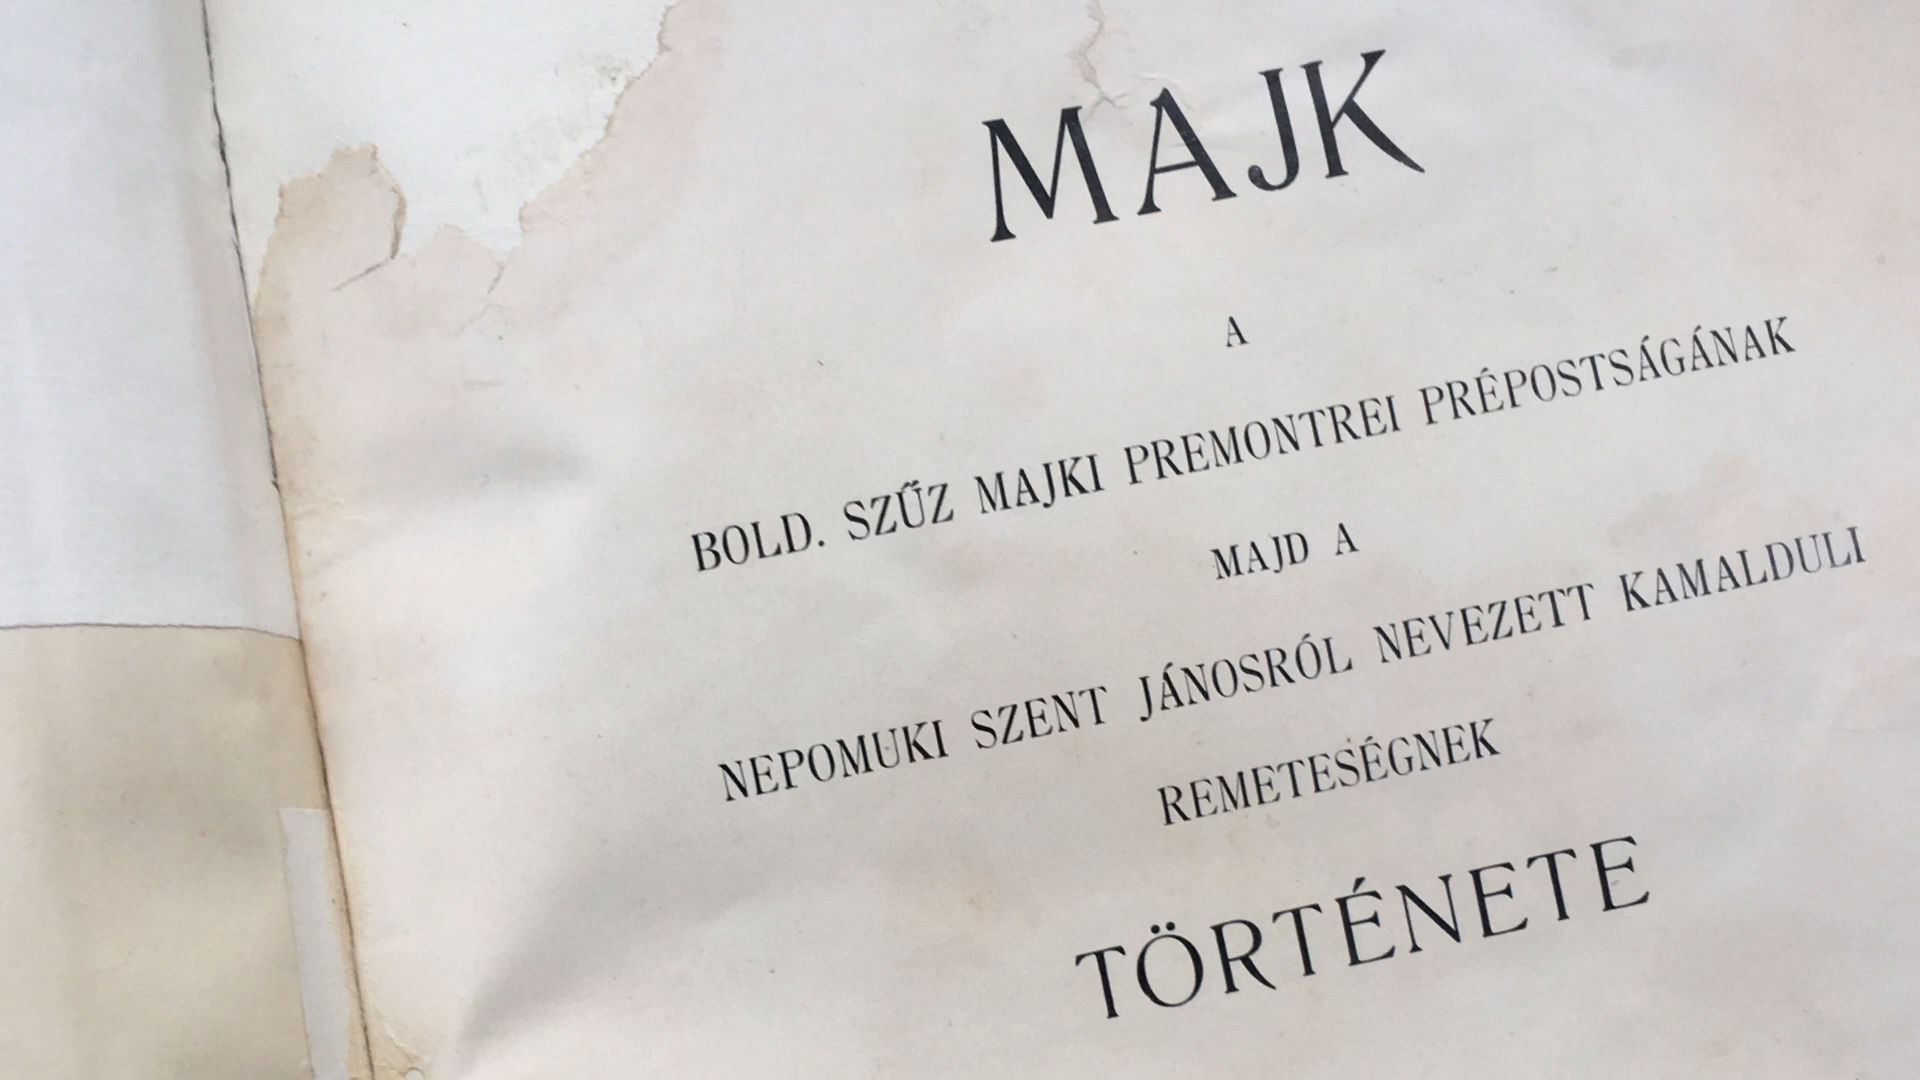 MAJK
A
BOLD. SZŰZ MAJKI PREMONTREI PRÉPOSTSÁGÁNAK
MAJD A
NEPOMUKI SZENT JÁNOSRÓL NEVEZETT KAMALDULI
REMETESÉGNEK
TÖRTÉNETE